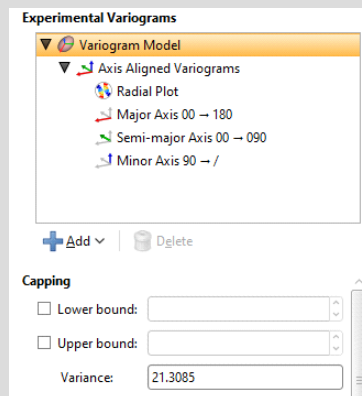 Experimental Variograms
Variogram Model
Axis Aligned Variograms
Radial Plot
Major Axis 00 → 180
Semi-major Axis 00 → 090
Minor Axis 90 → /
Add Delete
Capping
Lower bound:
Upper bound:
Variance: 21.3085